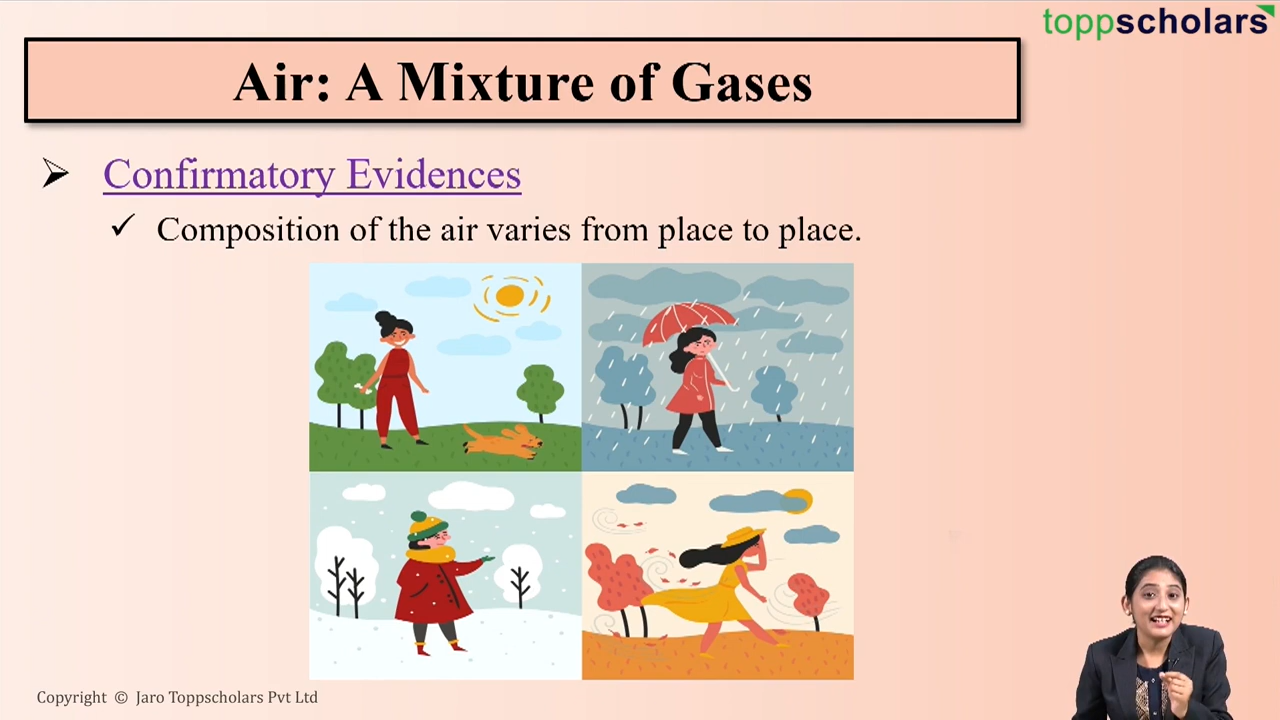 toppscholars
Air: A Mixture of Gases
Confirmatory Evidences
Composition of the air varies from place to place.
Copyright © Jaro Toppscholars Pvt Ltd